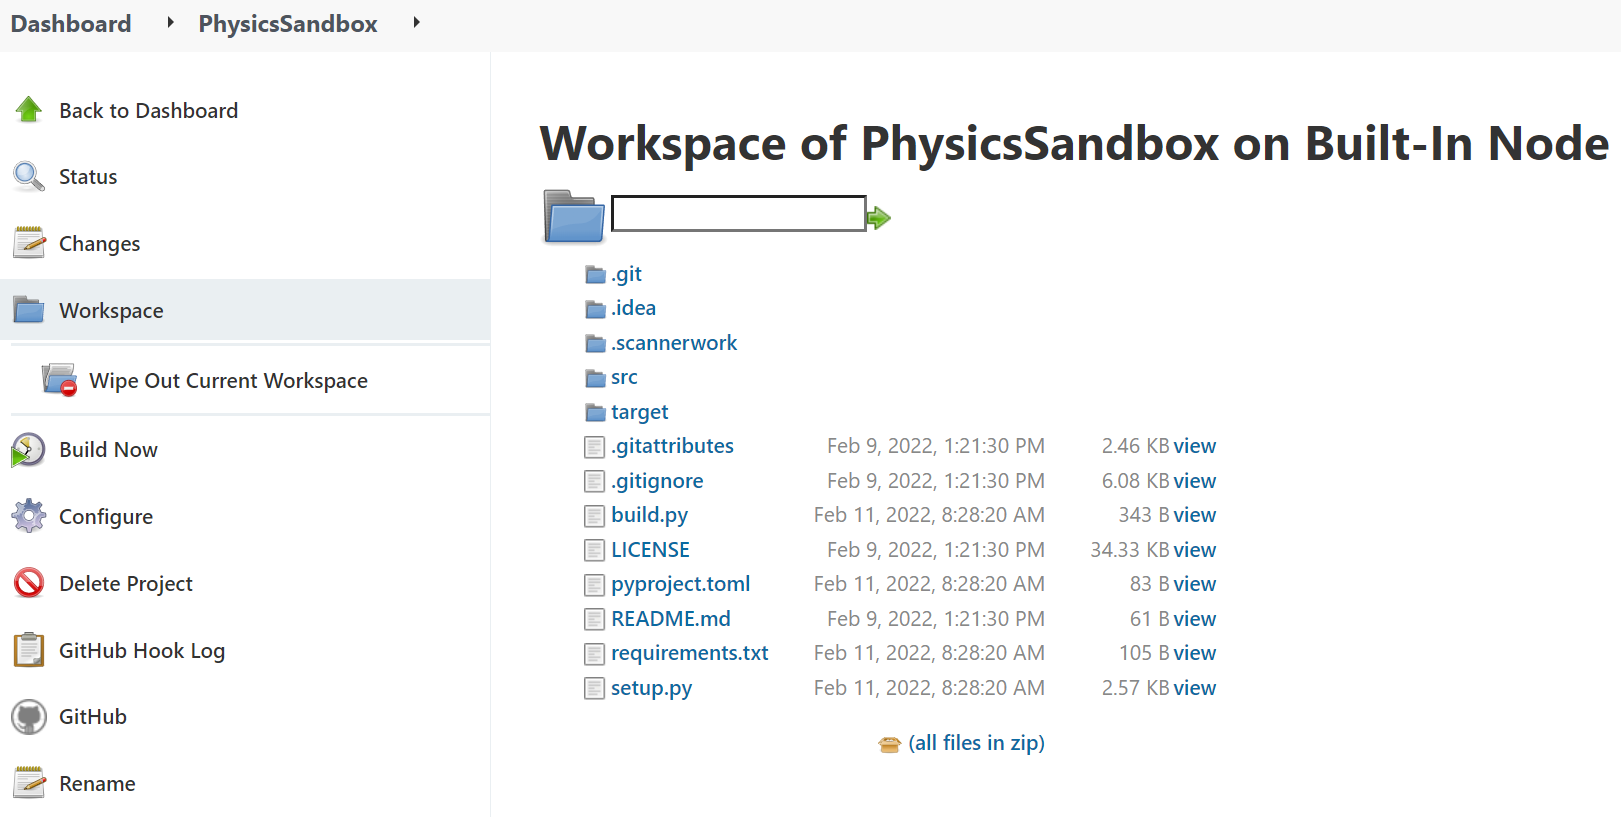 Dashboard PhysicsSandbox
Back to Dashboard
Status
Changes
Workspace
Wipe Out Current Workspace
Build Now
Configure
Delete Project
GitHub Hook Log
GitHub
Rename
Workspace of PhysicsSandbox on Built-In Node
.git
.idea
.scannerwork
src
target
.gitattributes Feb 9, 2022, 1:21:30 PM 2.46 KB view
.gitignore Feb 9, 2022, 1:21:30 PM 6.08 KB view
build.py Feb 11, 2022, 8:28:20 AM 343 B view
LICENSE Feb 9, 2022, 1:21:30 PM 34.33 KB view
pyproject.toml Feb 11, 2022, 8:28:20 AM 83 B view
README.md Feb 9, 2022, 1:21:30 PM 61 B view
requirements.txt Feb 11, 2022, 8:28:20 AM 105 B view
setup.py Feb 11, 2022, 8:28:20 AM 2.57 KB view
(all files in zip)